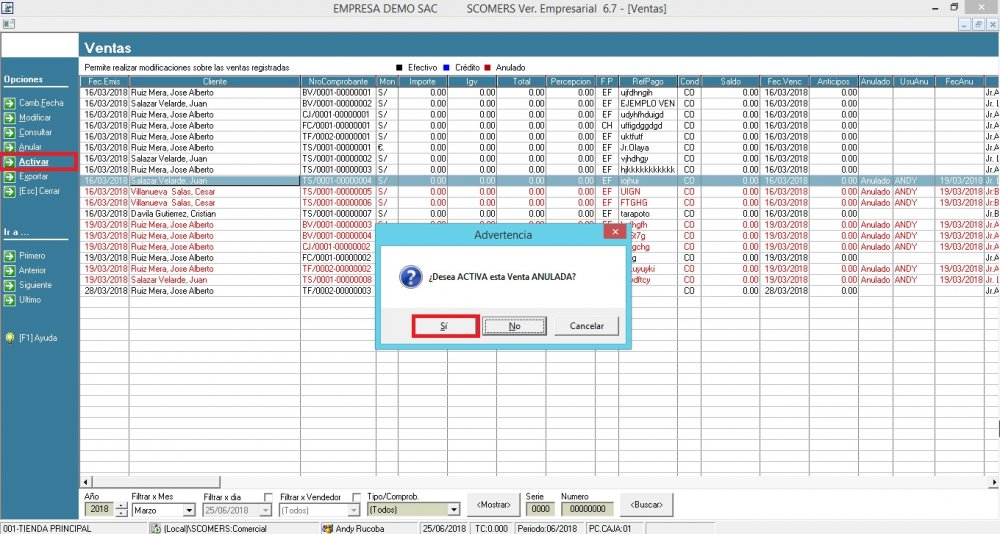 EMPRESA DEMO SAC SCOMERS Ver. Empresarial 6.7 - [Ventas]
Ventas
Permite realizar modificaciones sobre las ventas registradas
Efectivo Crédito Anulado
Opciones
Camb.Fecha
Modificar
Consultar
Anular
Activar
Exportar
[Esc] Cerrar
Ir a ...
Primero
Anterior
Siguiente
Ultimo
[F1] Ayuda
Fec.Emis Cliente NroComprobante Mon Importe Igv Total Percepcion F.P RefPago Cond Saldo Fec.Venc Anticipos Anulado UsuAnu FecAnu
16/03/2018 Ruiz Mera, Jose Alberto BV/0001-00000001 S/ 0.00 0.00 0.00 0.00 EF ujfdhngih CO 0.00 16/03/2018 0.00 Jr.A
16/03/2018 Salazar Velarde, Juan BV/0001-00000002 S/ 0.00 0.00 0.00 0.00 EF EJEMPLO VEN CO 0.00 16/03/2018 0.00
16/03/2018 Ruiz Mera, Jose Alberto CJ/0001-00000001 S/ 0.00 0.00 0.00 0.00 EF udyhfhduigd CO 0.00 16/03/2018 0.00 Jr.A
16/03/2018 Ruiz Mera, Jose Alberto FC/0001-00000001 S/ 0.00 0.00 0.00 0.00 CH uffigdggdgd CO 0.00 16/03/2018 0.00 Jr.A
16/03/2018 Ruiz Mera, Jose Alberto TF/0002-00000001 S/ 0.00 0.00 0.00 0.00 EF uktfutf CO 0.00 16/03/2018 0.00 Jr.A
16/03/2018 Ruiz Mera, Jose Alberto TS/0001-00000001 €. 0.00 0.00 0.00 0.00 EF Jr.Olaya CO 0.00 16/03/2018 0.00 Jr.A
16/03/2018 Salazar Velarde, Juan TS/0001-00000002 S/ 0.00 0.00 0.00 0.00 EF vjhdhgy CO 0.00 16/03/2018 0.00
16/03/2018 Ruiz Mera, Jose Alberto TS/0001-00000003 S/ 0.00 0.00 0.00 0.00 EF CO 0.00 16/03/2018 0.00 Jr.A
16/03/2018 Salazar Velarde, Juan TS/0001-00000004 S/ 0.00 0.00 0.00 0.00 EF CO 0.00 16/03/2018 0.00 Anulado ANDY 19/03/2018
16/03/2018 Villanueva Salas, Cesar TS/0001-00000005 S/ 0.00 0.00 0.00 0.00 EF UIGN CO 0.00 16/03/2018 0.00 Anulado ANDY 19/03/2018 Jr.B
16/03/2018 Villanueva Salas, Cesar TS/0001-00000006 S/ 0.00 0.00 0.00 0.00 EF FTGHG CO 0.00 16/03/2018 0.00 Anulado ANDY 19/03/2018 Jr.B
16/03/2018 Davila Gutierrez, Cristian TS/0001-00000007 S/ 0.00 0.00 0.00 0.00 EF tarapoto CO 0.00 16/03/2018 0.00
19/03/2018 Ruiz Mera, Jose Alberto BV/0001-00000003 CO 0.00 19/03/2018 0.00 Anulado ANDY 19/03/2018 Jr.A
19/03/2018 Ruiz Mera, Jose Alberto BV/0001-00000004 CO 0.00 19/03/2018 0.00 Anulado ANDY 19/03/2018 Jr.A
19/03/2018 Ruiz Mera, Jose Alberto CJ/0001-00000002 CO 0.00 19/03/2018 0.00 Anulado ANDY 19/03/2018 Jr.A
19/03/2018 Ruiz Mera, Jose Alberto FC/0001-00000002 CO 0.00 19/03/2018 0.00 Jr.A
19/03/2018 Ruiz Mera, Jose Alberto TF/0002-00000002 CO 0.00 19/03/2018 0.00 Anulado ANDY 19/03/2018 Jr.A
19/03/2018 Salazar Velarde, Juan TS/0001-00000008 CO 0.00 19/03/2018 0.00 Anulado ANDY 19/03/2018
28/03/2018 Ruiz Mera, Jose Alberto TF/0002-00000003 CO 0.00 28/03/2018 0.00 Jr.A
Advertencia
¿Desea ACTIVA esta Venta ANULADA?
Sí No Cancelar
Año Filtrar x Mes Filtrar x dia Filtrar x Vendedor Tipo/Comprob. Serie Numero
2018 Marzo 25/06/2018 (Todos) (Todos) <Mostrar> 0000 00000000 <Buscar>
001-TIENDA PRINCIPAL (Local)\SCOMERS:Comercial Andy Rucoba 25/06/2018 TC:0.000 Periodo:06/2018 PC.CAJA:01